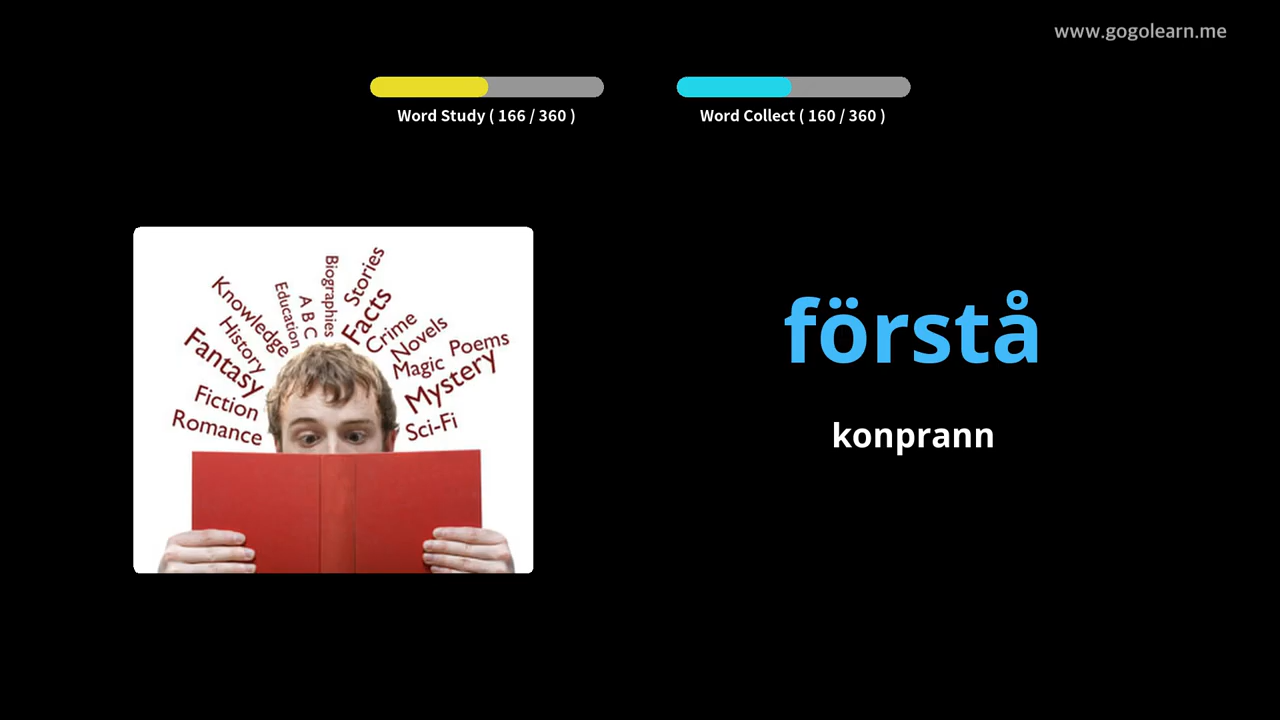 www.gogolearn.me
Word Study ( 166 / 360 )
Word Collect ( 160 / 360 )
Biographies
Stories
Knowledge
Education
A B C
Facts
History
Crime
Novels
Fantasy
Magic
Poems
Fiction
Mystery
Romance
Sci-Fi
förstå
konprann